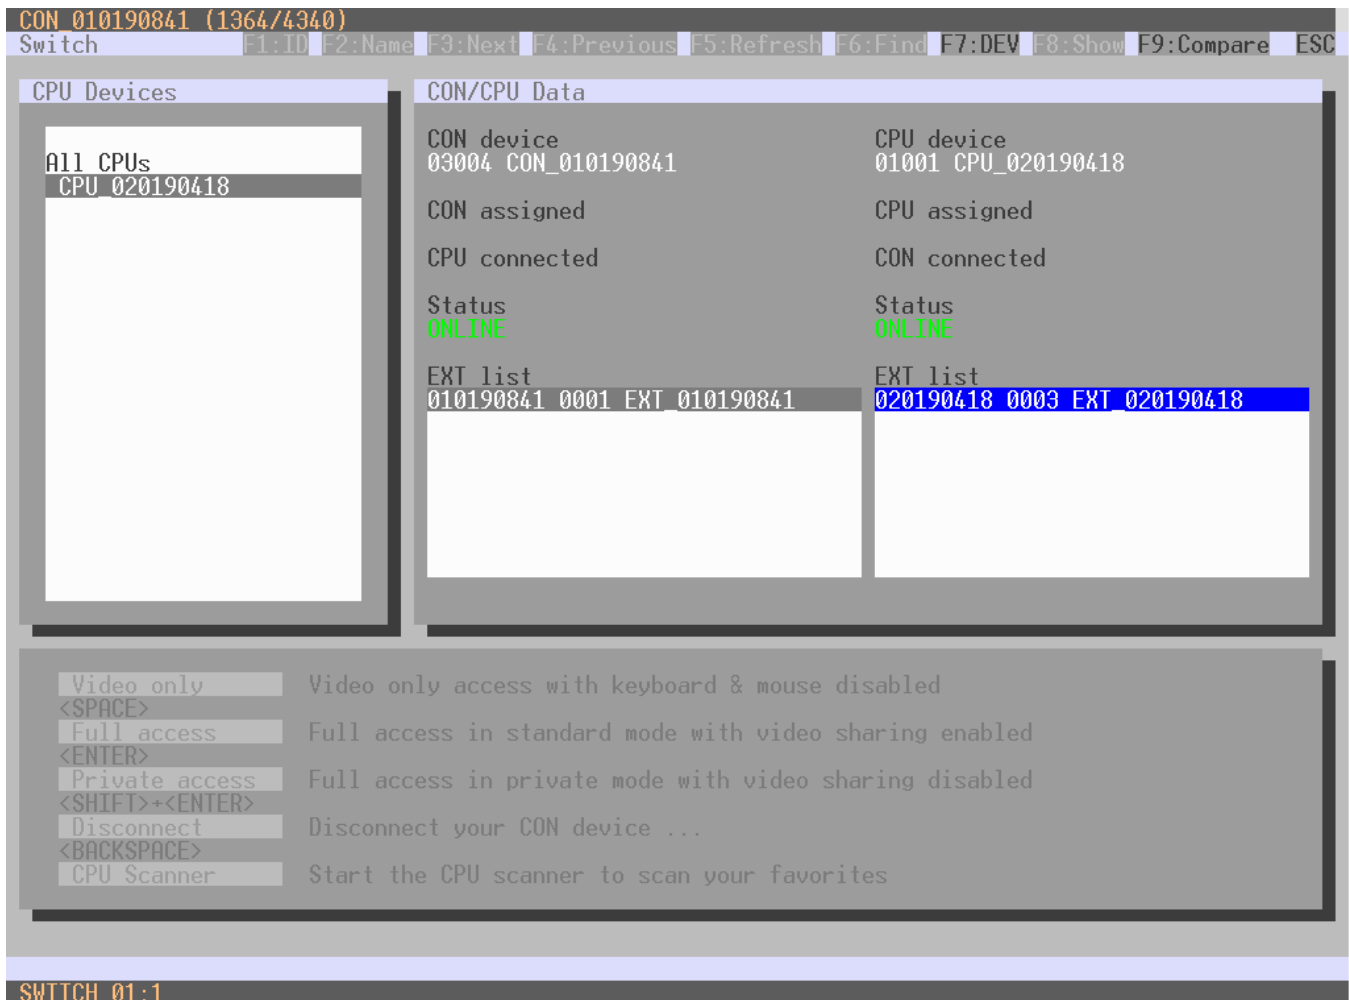 CON_010190841 (1364/4340)
Switch F1:ID F2:Name F3:Next F4:Previous F5:Refresh F6:Find F7:DEV F8:Show F9:Compare ESC
CPU Devices
All CPUs
CPU_020190418
CON/CPU Data
CON device
03004 CON_010190841
CON assigned
CPU connected
Status
ONLINE
EXT list
010190841 0001 EXT_010190841
CPU device
01001 CPU_020190418
CPU assigned
CON connected
Status
ONLINE
EXT list
020190418 0003 EXT_020190418
Video only Video only access with keyboard & mouse disabled
<SPACE>
Full access Full access in standard mode with video sharing enabled
<ENTER>
Private access Full access in private mode with video sharing disabled
<SHIFT>+<ENTER>
Disconnect Disconnect your CON device ...
<BACKSPACE>
CPU Scanner Start the CPU scanner to scan your favorites
SWITCH_01:1